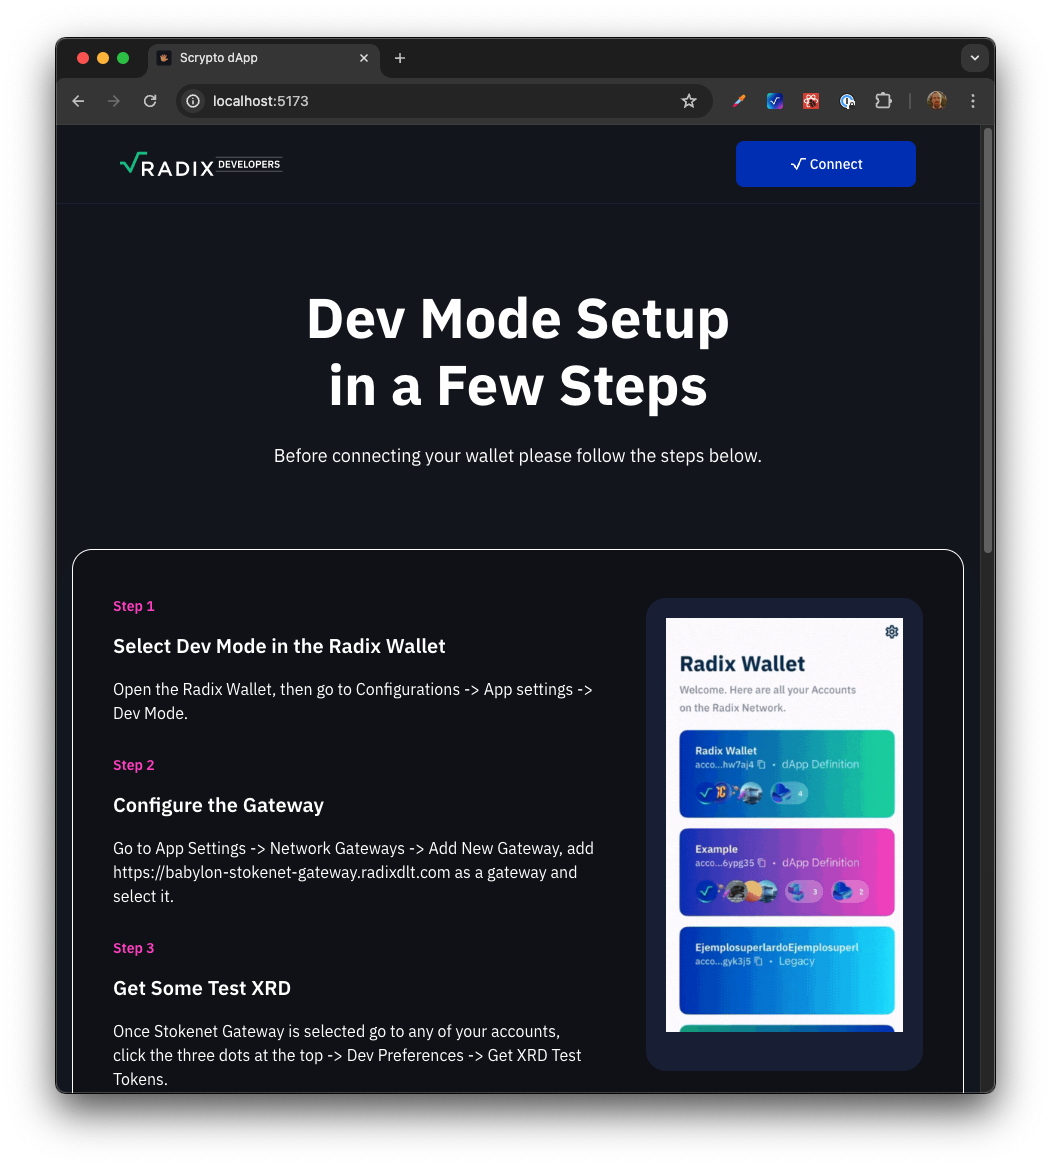 Scrypto dApp
localhost:5173
RADIX DEVELOPERS
Connect
Dev Mode Setup
in a Few Steps
Before connecting your wallet please follow the steps below.
Step 1
Select Dev Mode in the Radix Wallet
Open the Radix Wallet, then go to Configurations -> App settings ->
Dev Mode.
Step 2
Configure the Gateway
Go to App Settings -> Network Gateways -> Add New Gateway, add
https://babylon-stokenet-gateway.radixdlt.com as a gateway and
select it.
Step 3
Get Some Test XRD
Once Stokenet Gateway is selected go to any of your accounts,
click the three dots at the top -> Dev Preferences -> Get XRD Test
Tokens.
Radix Wallet
Welcome. Here are all your Accounts
on the Radix Network.
Radix Wallet
acco...hw7aj4 • dApp Definition
4
Example
acco...6ypg35 • dApp Definition
3 2
EjemplosuperlardoEjemplosuperl
acco...gyk3j5 • Legacy